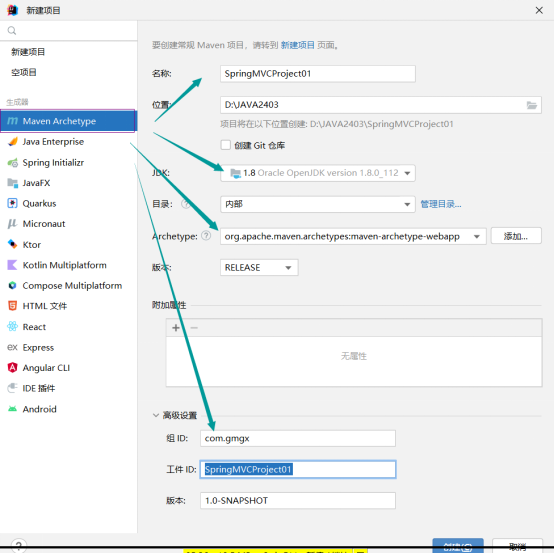 新建项目
新建项目
空项目
生成器
Maven Archetype
Java Enterprise
Spring Initializr
JavaFX
Quarkus
Micronaut
Ktor
Kotlin Multiplatform
Compose Multiplatform
HTML 文件
React
Express
Angular CLI
IDE 插件
Android
要创建常规 Maven 项目，请转到 新建项目 页面。
名称: SpringMVCProject01
位置: D:\JAVA2403
项目将在以下位置创建: D:\JAVA2403\SpringMVCProject01
创建 Git 仓库
JDK: 1.8 Oracle OpenJDK version 1.8.0_112
目录: 内部 管理目录...
Archetype: org.apache.maven.archetypes:maven-archetype-webapp 添加...
版本: RELEASE
附加属性
无属性
高级设置
组 ID: com.gmgx
工件 ID: SpringMVCProject01
版本: 1.0-SNAPSHOT
创建(C) 取消